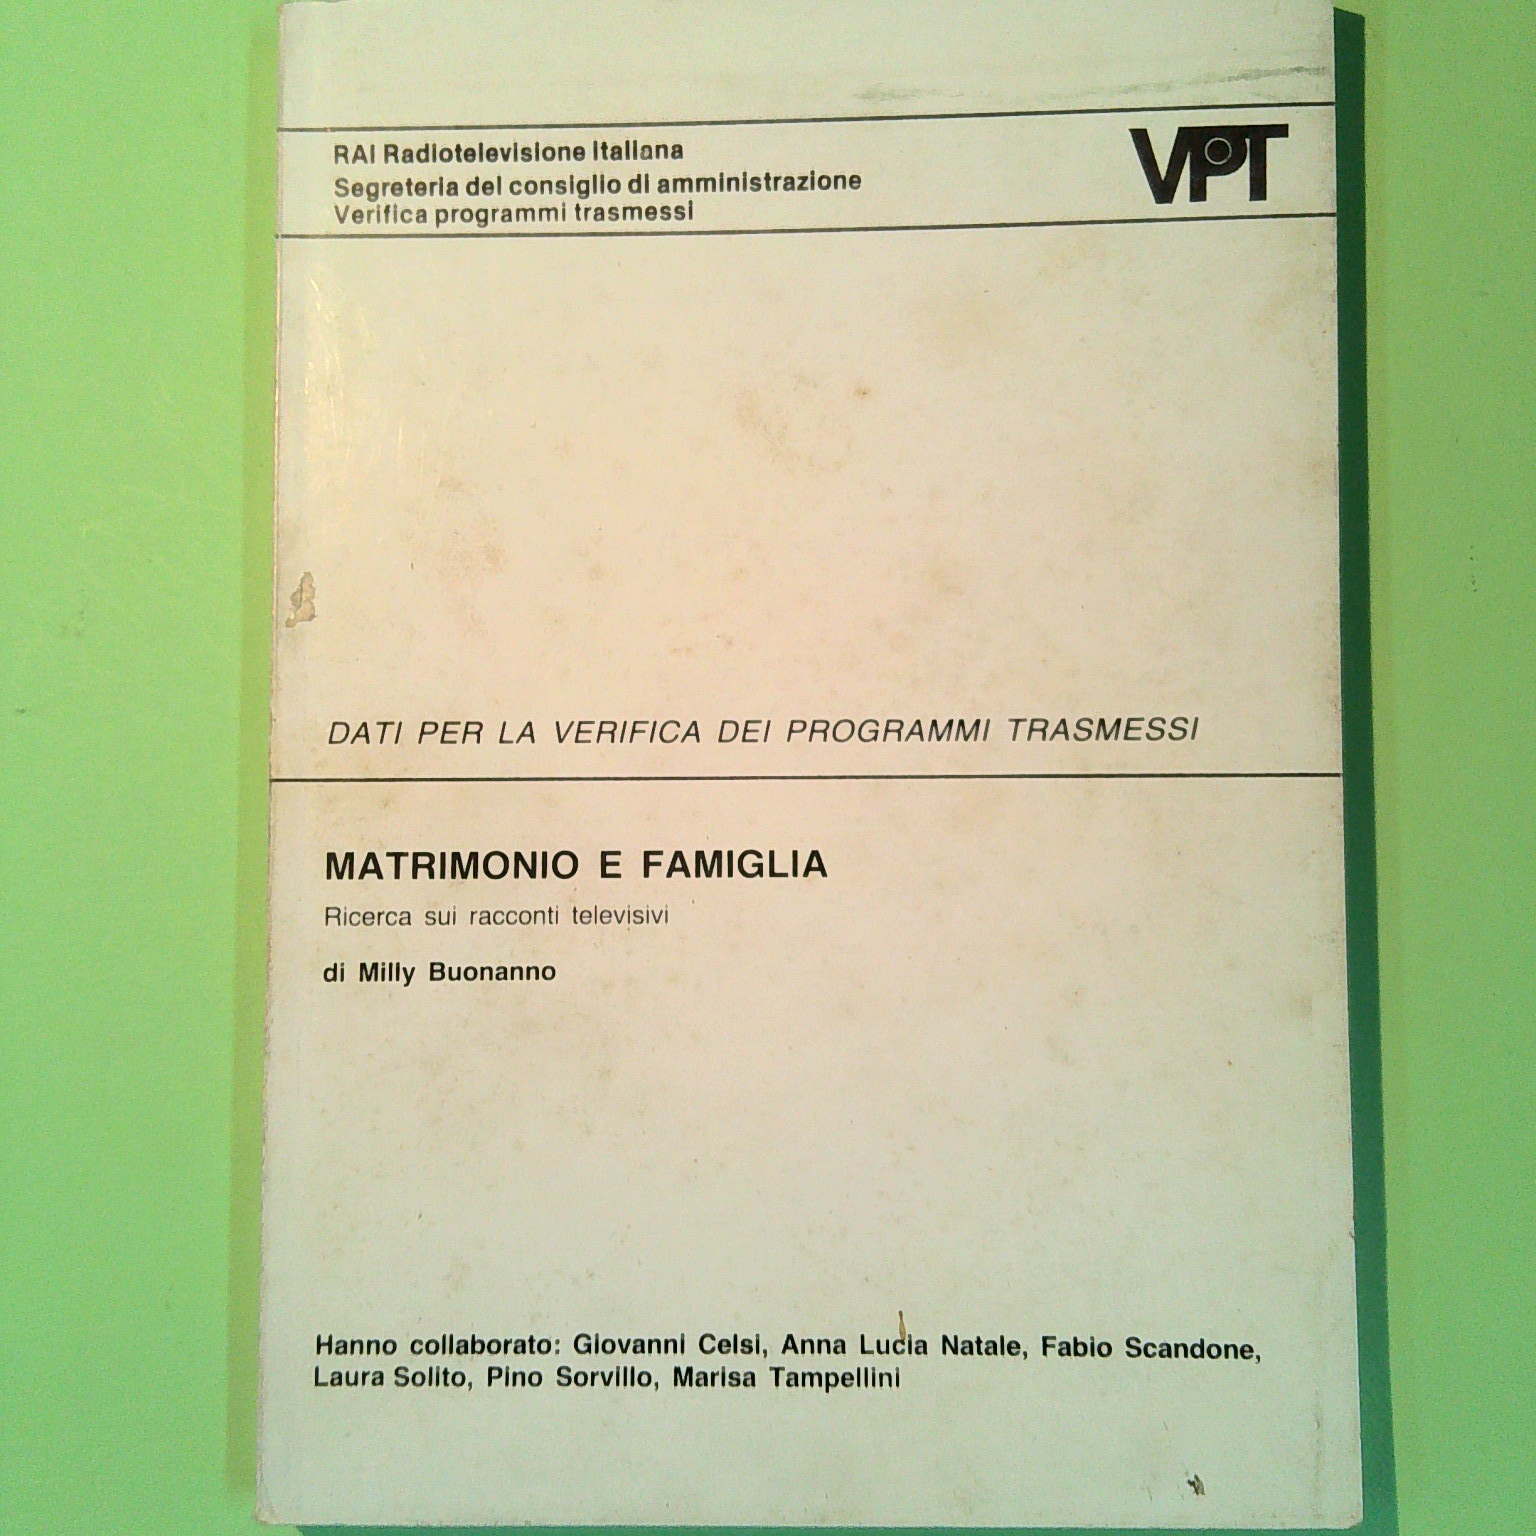 RAI Radiotelevisione italiana
Segreteria del consiglio di amministrazione
Verifica programmi trasmessi
VPT
DATI PER LA VERIFICA DEI PROGRAMMI TRASMESSI
MATRIMONIO E FAMIGLIA
Ricerca sui racconti televisivi
di Milly Buonanno
Hanno collaborato: Giovanni Celsi, Anna Lucia Natale, Fabio Scandone,
Laura Solito, Pino Sorvillo, Marisa Tampellini